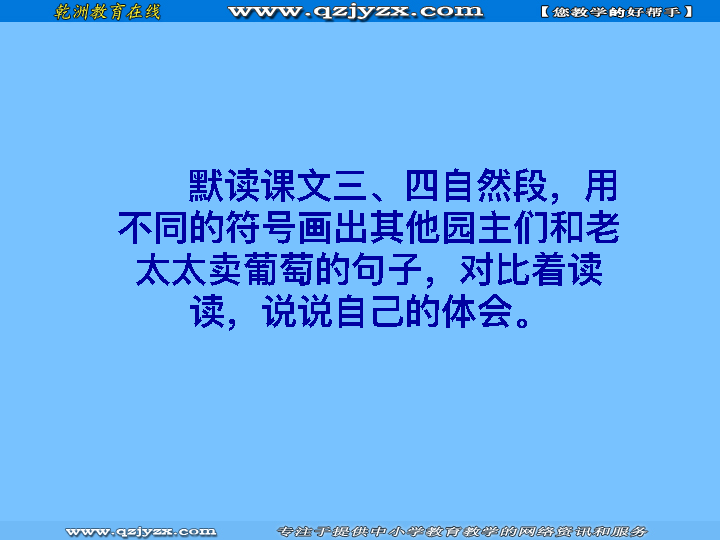 乾洲教育在线 www.qzjyzx.com 【您教学的好帮手】
默读课文三、四自然段，用
不同的符号画出其他园主们和老
太太卖葡萄的句子，对比着读
读，说说自己的体会。
www.qzjyzx.com 专注于提供中小学教育教学的网络资讯和服务